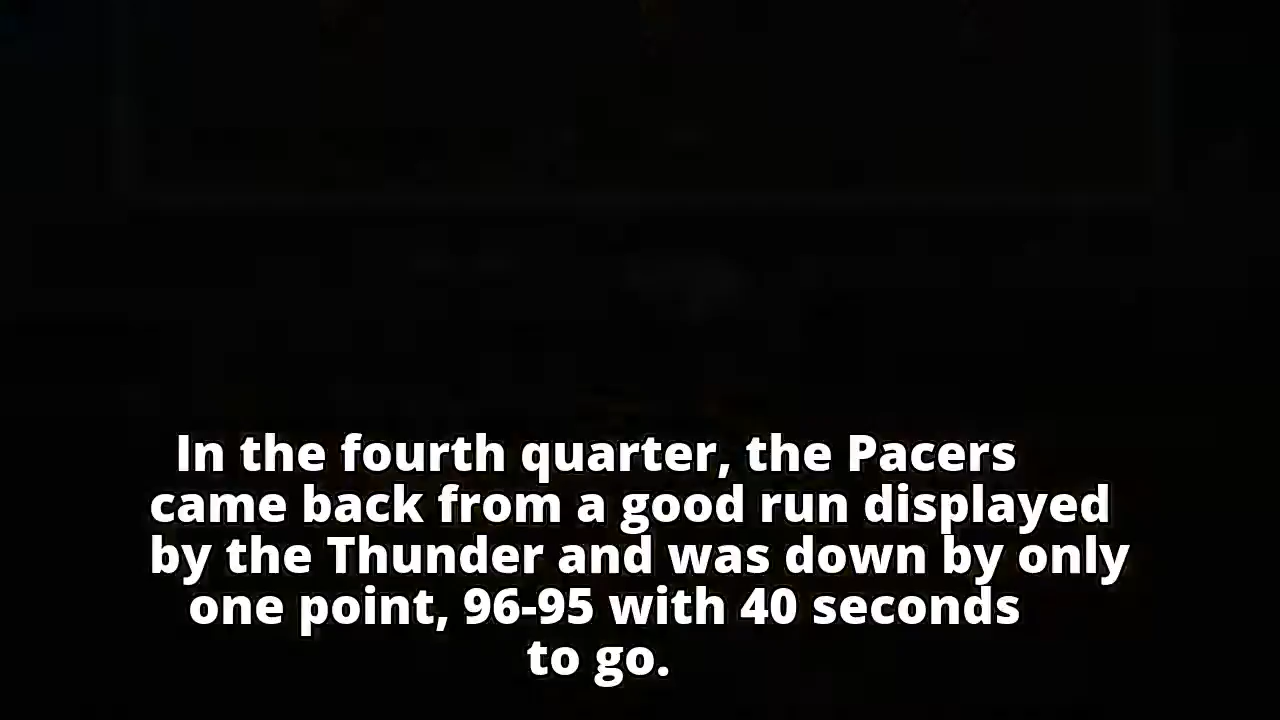 In the fourth quarter, the Pacers
came back from a good run displayed
by the Thunder and was down by only
one point, 96-95 with 40 seconds
to go.